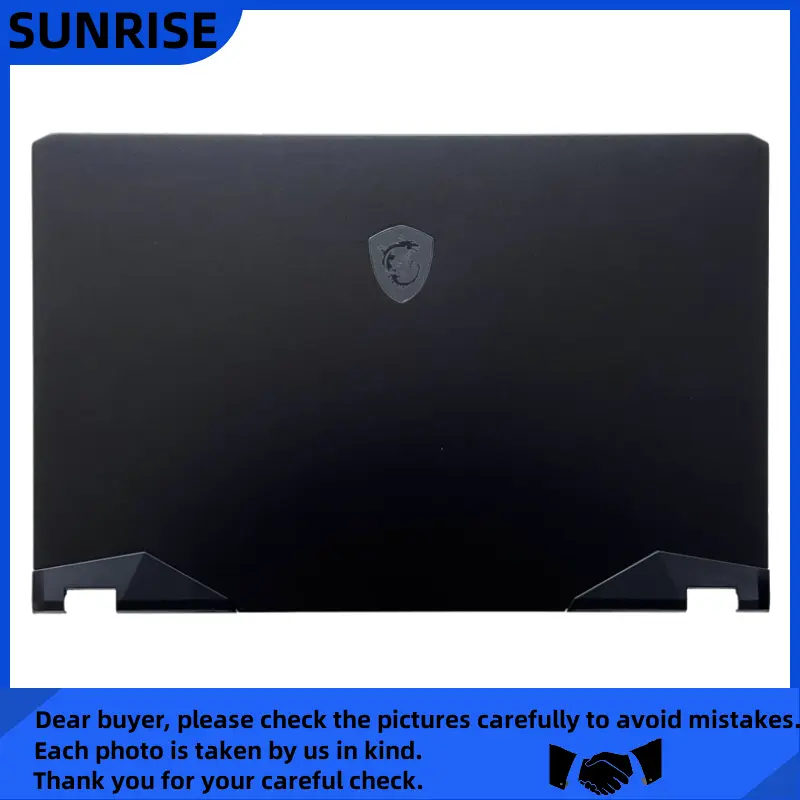 SUNRISE
Dear buyer, please check the pictures carefully to avoid mistakes.
Each photo is taken by us in kind.
Thank you for your careful check.